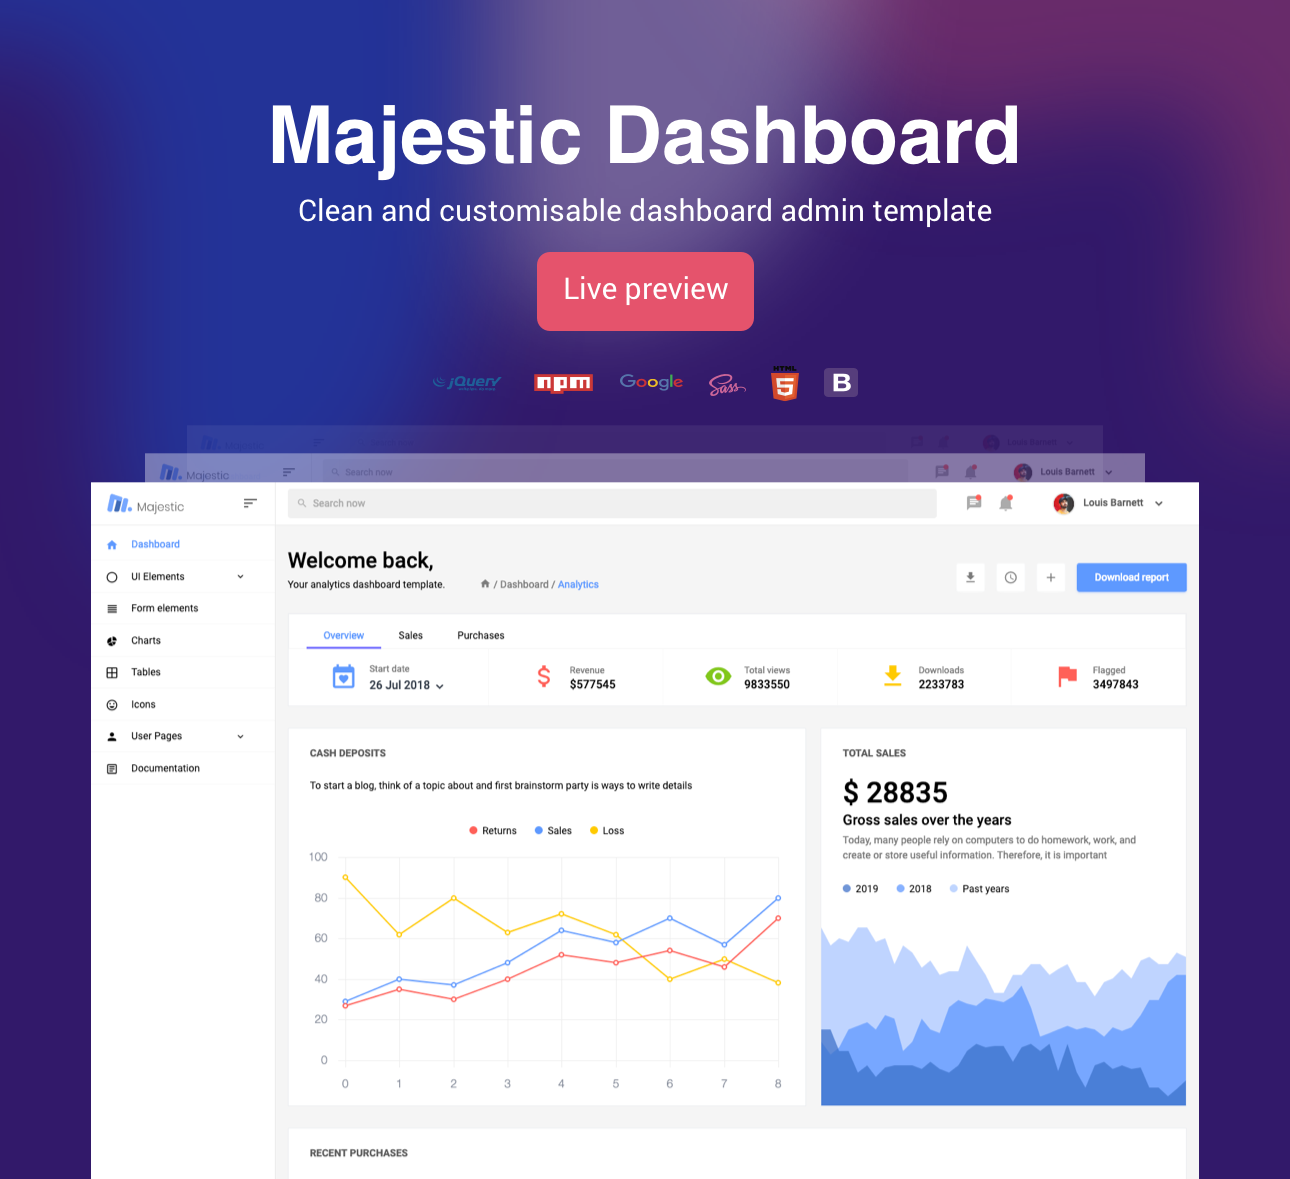 Majestic Dashboard
Clean and customisable dashboard admin template
Live preview
jQuery npm Google Sass HTML 5 B
Majestic Louis Barnett
Majestic Search now Louis Barnett
Majestic Search now Louis Barnett
Dashboard
UI Elements
Form elements
Charts
Tables
Icons
User Pages
Documentation
Welcome back,
Your analytics dashboard template. / Dashboard / Analytics
Download report
Overview Sales Purchases
Start date
26 Jul 2018
Revenue
$577545
Total views
9833550
Downloads
2233783
Flagged
3497843
CASH DEPOSITS
To start a blog, think of a topic about and first brainstorm party is ways to write details
Returns Sales Loss
100
80
60
40
20
0
0 1 2 3 4 5 6 7 8
TOTAL SALES
$ 28835
Gross sales over the years
Today, many people rely on computers to do homework, work, and
create or store useful information. Therefore, it is important
2019 2018 Past years
RECENT PURCHASES